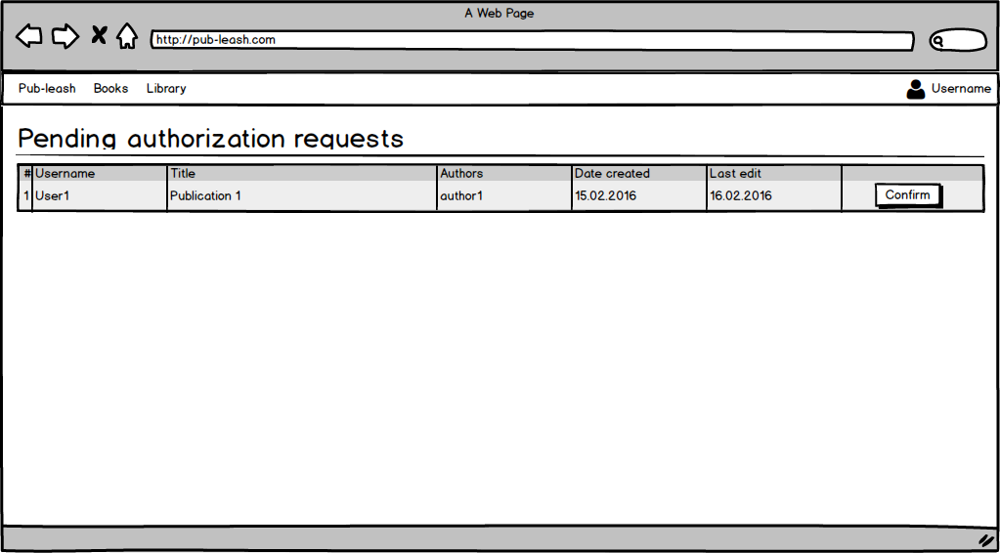 A Web Page
http://pub-leash.com
Pub-leash Books Library Username
Pending authorization requests
# Username Title Authors Date created Last edit
1 User1 Publication 1 author1 15.02.2016 16.02.2016 Confirm